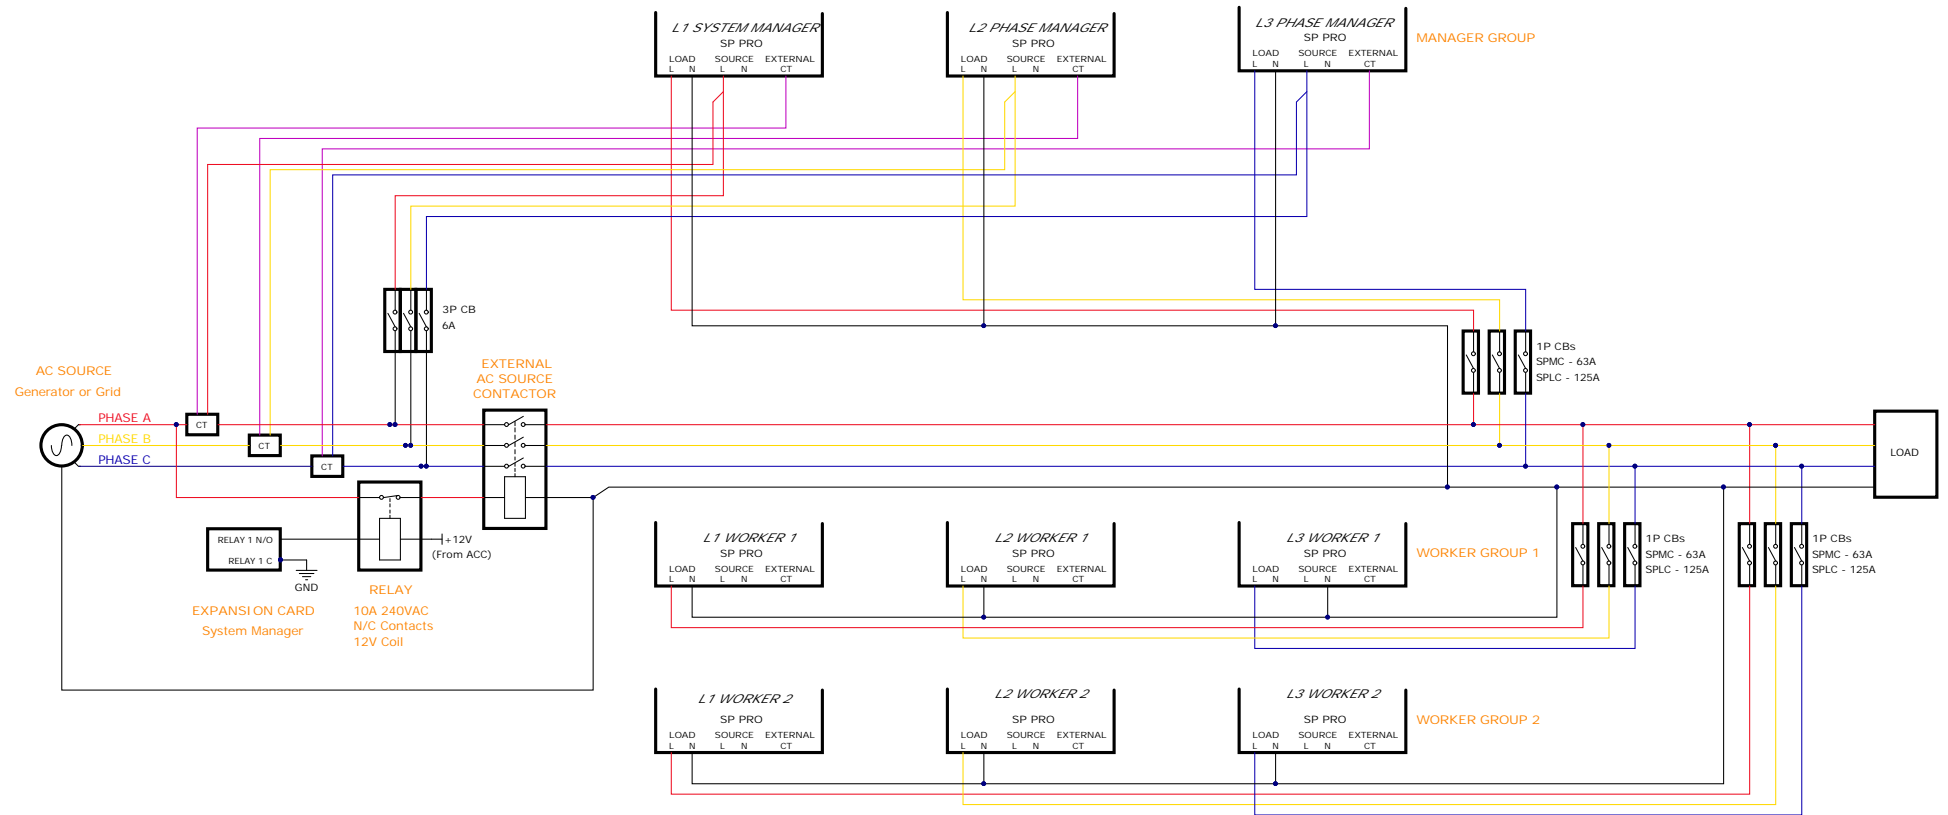 L1 SYSTEM MANAGER
SP PRO
LOAD SOURCE EXTERNAL
L N L N CT
L2 PHASE MANAGER
SP PRO
LOAD SOURCE EXTERNAL
L N L N CT
L3 PHASE MANAGER
SP PRO
LOAD SOURCE EXTERNAL
L N L N CT
MANAGER GROUP
3P CB
6A
1P CBs
SPMC - 63A
SPLC - 125A
AC SOURCE
Generator or Grid
EXTERNAL
AC SOURCE
CONTACTOR
PHASE A
PHASE B
PHASE C
CT
CT
CT
LOAD
RELAY 1 N/O
RELAY 1 C
GND
+12V
(From ACC)
EXPANSION CARD
System Manager
RELAY
10A 240VAC
N/C Contacts
12V Coil
L1 WORKER 1
SP PRO
LOAD SOURCE EXTERNAL
L N L N CT
L2 WORKER 1
SP PRO
LOAD SOURCE EXTERNAL
L N L N CT
L3 WORKER 1
SP PRO
LOAD SOURCE EXTERNAL
L N L N CT
WORKER GROUP 1
1P CBs
SPMC - 63A
SPLC - 125A
1P CBs
SPMC - 63A
SPLC - 125A
L1 WORKER 2
SP PRO
LOAD SOURCE EXTERNAL
L N L N CT
L2 WORKER 2
SP PRO
LOAD SOURCE EXTERNAL
L N L N CT
L3 WORKER 2
SP PRO
LOAD SOURCE EXTERNAL
L N L N CT
WORKER GROUP 2